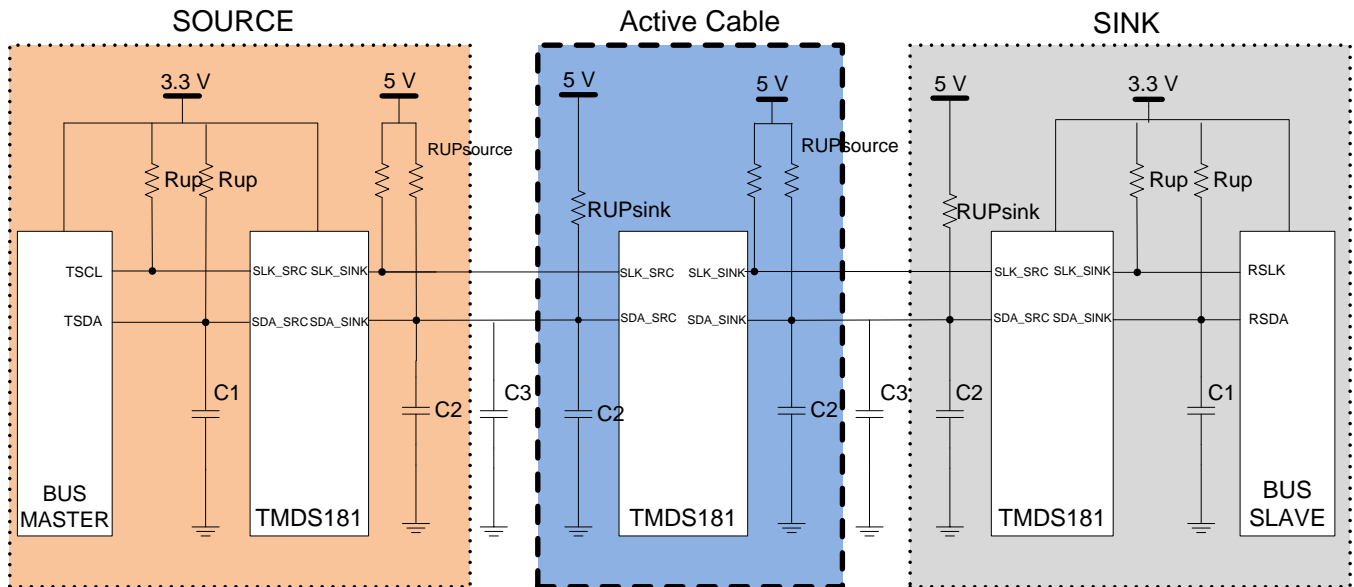 SOURCE
Active Cable
SINK
3.3 V
5 V
5 V
5 V
5 V
3.3 V
RUPsource
RUPsource
Rup
Rup
RUPsink
RUPsink
Rup
Rup
TSCL
SLK_SRC SLK_SINK
SLK_SRC SLK_SINK
SLK_SRC SLK_SINK
RSLK
TSDA
SDA_SRC SDA_SINK
SDA_SRC SDA_SINK
SDA_SRC SDA_SINK
RSDA
C1
C2
C3
C2
C2
C3
C2
C1
BUS
MASTER
TMDS181
TMDS181
TMDS181
BUS
SLAVE